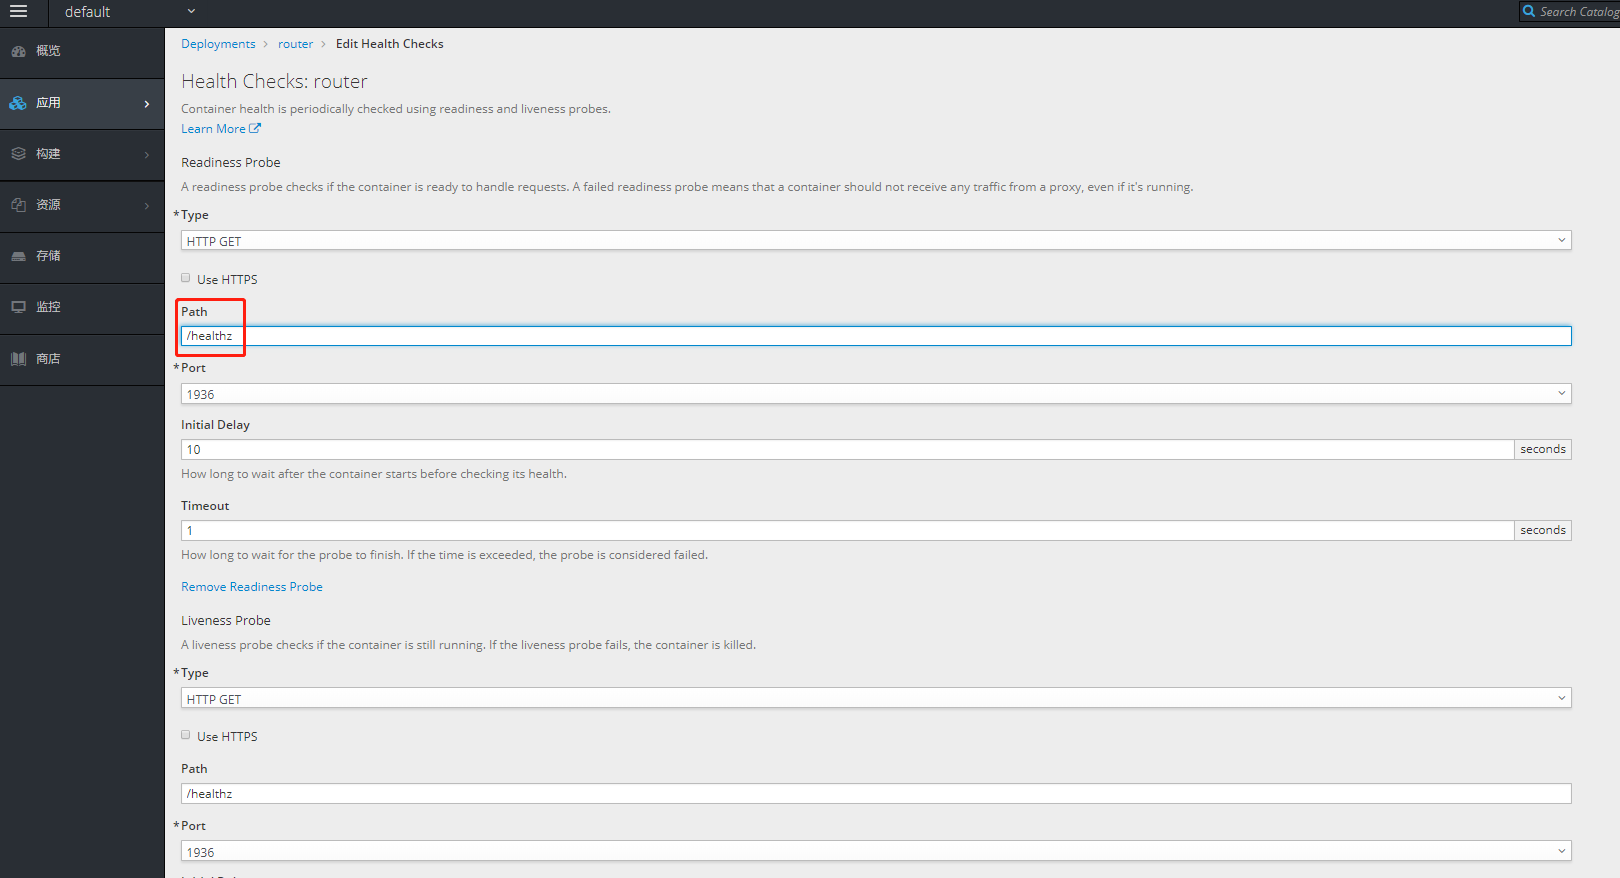 default
Search Catalog
概览
应用
构建
资源
存储
监控
商店
Deployments > router > Edit Health Checks
Health Checks: router
Container health is periodically checked using readiness and liveness probes.
Learn More
Readiness Probe
A readiness probe checks if the container is ready to handle requests. A failed readiness probe means that a container should not receive any traffic from a proxy, even if it's running.
*Type
HTTP GET
Use HTTPS
Path
/healthz
*Port
1936
Initial Delay
10 seconds
How long to wait after the container starts before checking its health.
Timeout
1 seconds
How long to wait for the probe to finish. If the time is exceeded, the probe is considered failed.
Remove Readiness Probe
Liveness Probe
A liveness probe checks if the container is still running. If the liveness probe fails, the container is killed.
*Type
HTTP GET
Use HTTPS
Path
/healthz
*Port
1936